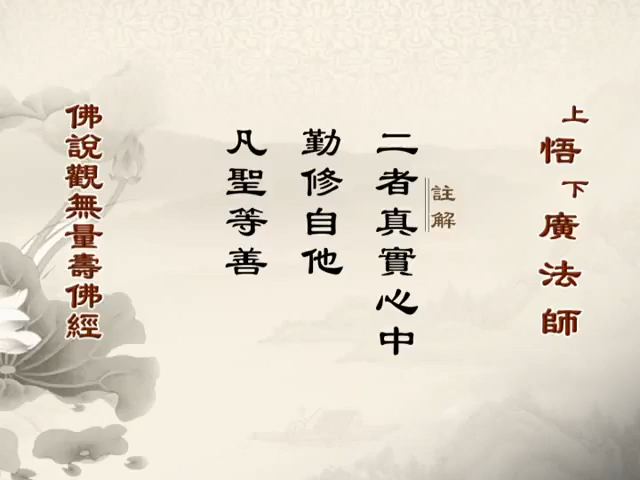 上悟下廣法師
註解
二者真實心中
勤修自他
凡聖等善
佛說觀無量壽佛經